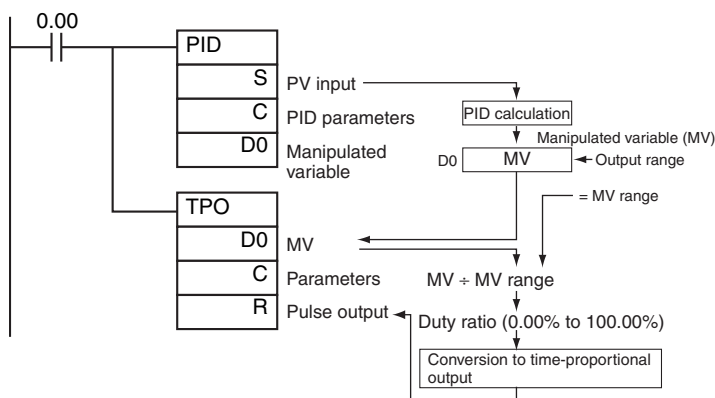 0.00
PID
S PV input
C PID parameters
D0 Manipulated
variable
PID calculation
Manipulated variable (MV)
D0 MV Output range
= MV range
TPO
D0 MV
C Parameters
R Pulse output
MV ÷ MV range
Duty ratio (0.00% to 100.00%)
Conversion to time-proportional
output